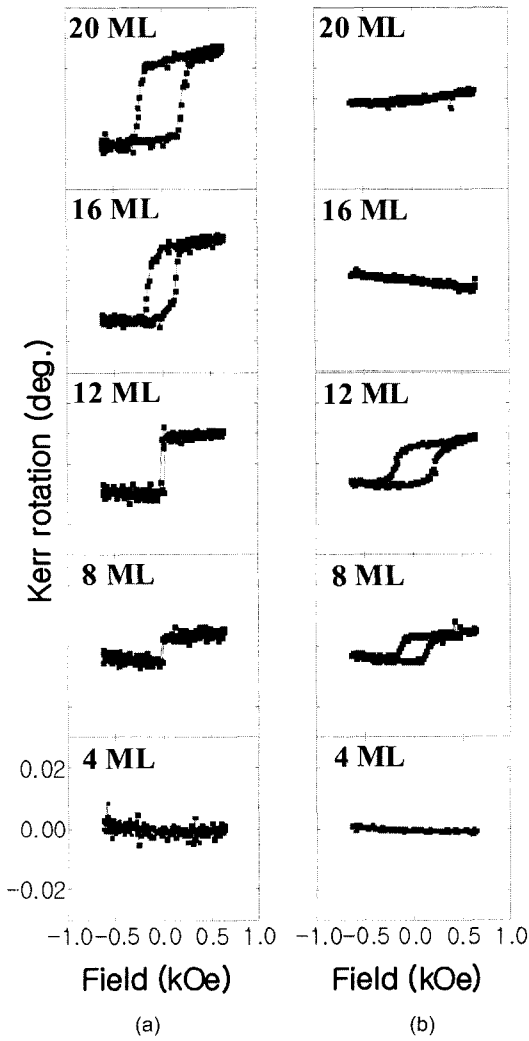 20 ML
20 ML
16 ML
16 ML
12 ML
12 ML
8 ML
8 ML
4 ML
4 ML
Kerr rotation (deg.)
0.02
0.00
-0.02
-1.0 -0.5 0.0 0.5 1.0
-1.0 -0.5 0.0 0.5 1.0
Field (kOe)
Field (kOe)
(a)
(b)